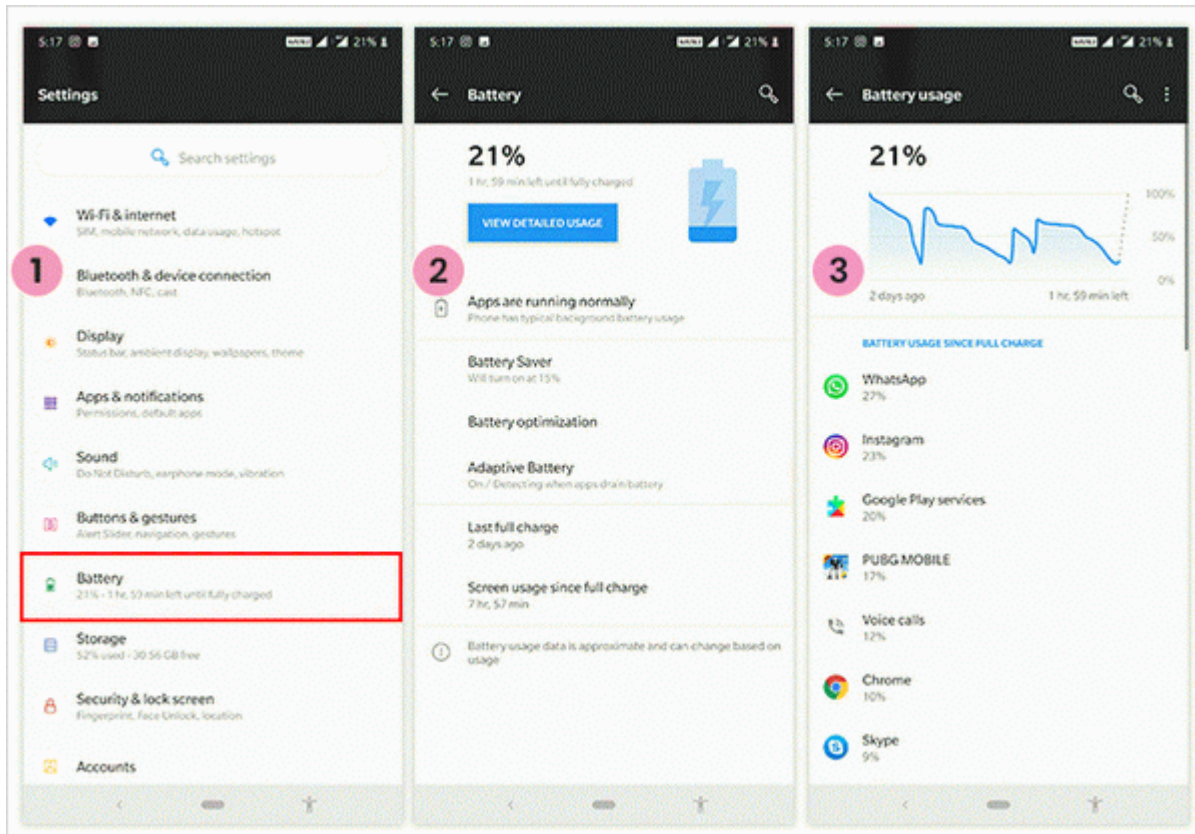 5:17
21%
Settings
Search settings
Wi-Fi & internet
SIM, mobile network, data usage, hotspot
1
Bluetooth & device connection
Bluetooth, NFC, cast
Display
Status bar, ambient display, wallpapers, theme
Apps & notifications
Permissions, default apps
Sound
Do Not Disturb, earphone mode, vibration
Buttons & gestures
Alert Slider, navigation, gestures
Battery
21% - 1 hr, 59 min left until fully charged
Storage
52% used - 30.56 GB free
Security & lock screen
Fingerprint, Face Unlock, location
Accounts
5:17
21%
Battery
21%
1 hr, 59 min left until fully charged
VIEW DETAILED USAGE
2
Apps are running normally
Phone has typical background battery usage
Battery Saver
Will turn on at 15%
Battery optimization
Adaptive Battery
On / Detecting when apps drain battery
Last full charge
2 days ago
Screen usage since full charge
7 hr, 57 min
Battery usage data is approximate and can change based on
usage
5:17
21%
Battery usage
21%
100%
50%
0%
3
2 days ago
1 hr, 59 min left
BATTERY USAGE SINCE FULL CHARGE
WhatsApp
27%
Instagram
23%
Google Play services
20%
PUBG MOBILE
17%
Voice calls
12%
Chrome
10%
Skype
9%